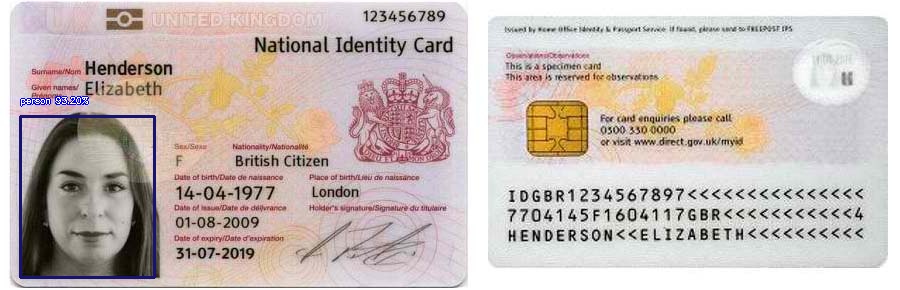 UNITED KINGDOM
123456789
National Identity Card
Surname/Nom
Henderson
Given names/
Prénoms
Elizabeth
person 93.20%
Sex/Sexe
F
Nationality/Nationalité
British Citizen
Date of birth/Date de naissance
14-04-1977
Place of birth/Lieu de naissance
London
Date of issue/Date de délivrance
01-08-2009
Holder's signature/Signature du titulaire
Date of expiry/Date d'expiration
31-07-2019
Issued by Home Office Identity & Passport Service. If found, please send to FREEPOST IPS
Observations/Observations
This is a specimen card
This area is reserved for observations
For card enquiries please call
0300 330 0000
or visit www.direct.gov.uk/myid
IDGBR1234567897<<<<<<<<<<<<<<<
7704145F1604117GBR<<<<<<<<<<<4
HENDERSON<<ELIZABETH<<<<<<<<<<